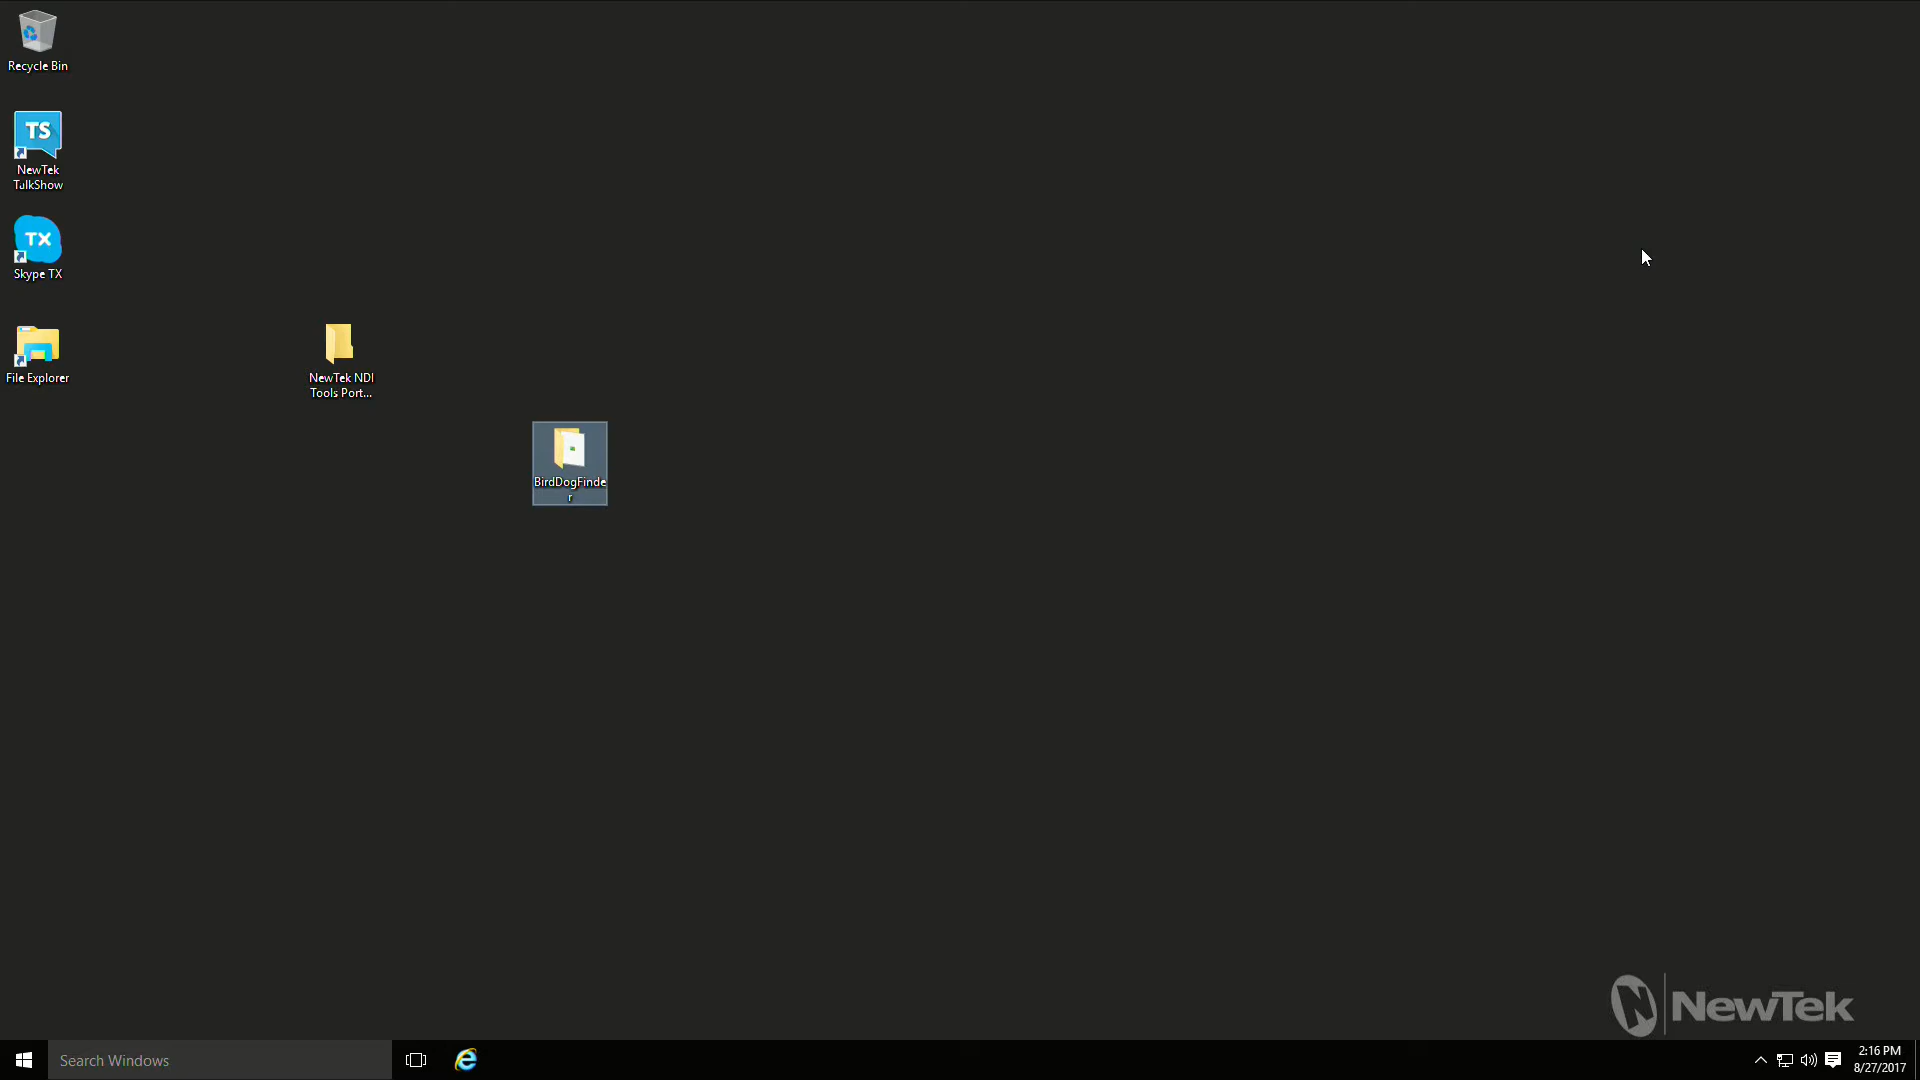 Recycle Bin
TS
NewTek
TalkShow
TX
Skype TX
File Explorer
NewTek NDI
Tools Port...
BirdDogFinde
r
NewTek
Search Windows
2:16 PM
8/27/2017